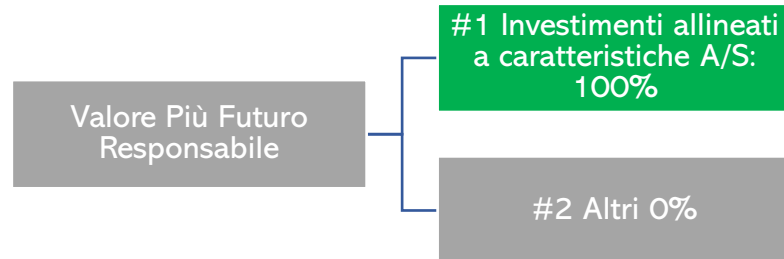 #1 Investimenti allineati
a caratteristiche A/S:
100%
Valore Più Futuro
Responsabile
#2 Altri 0%